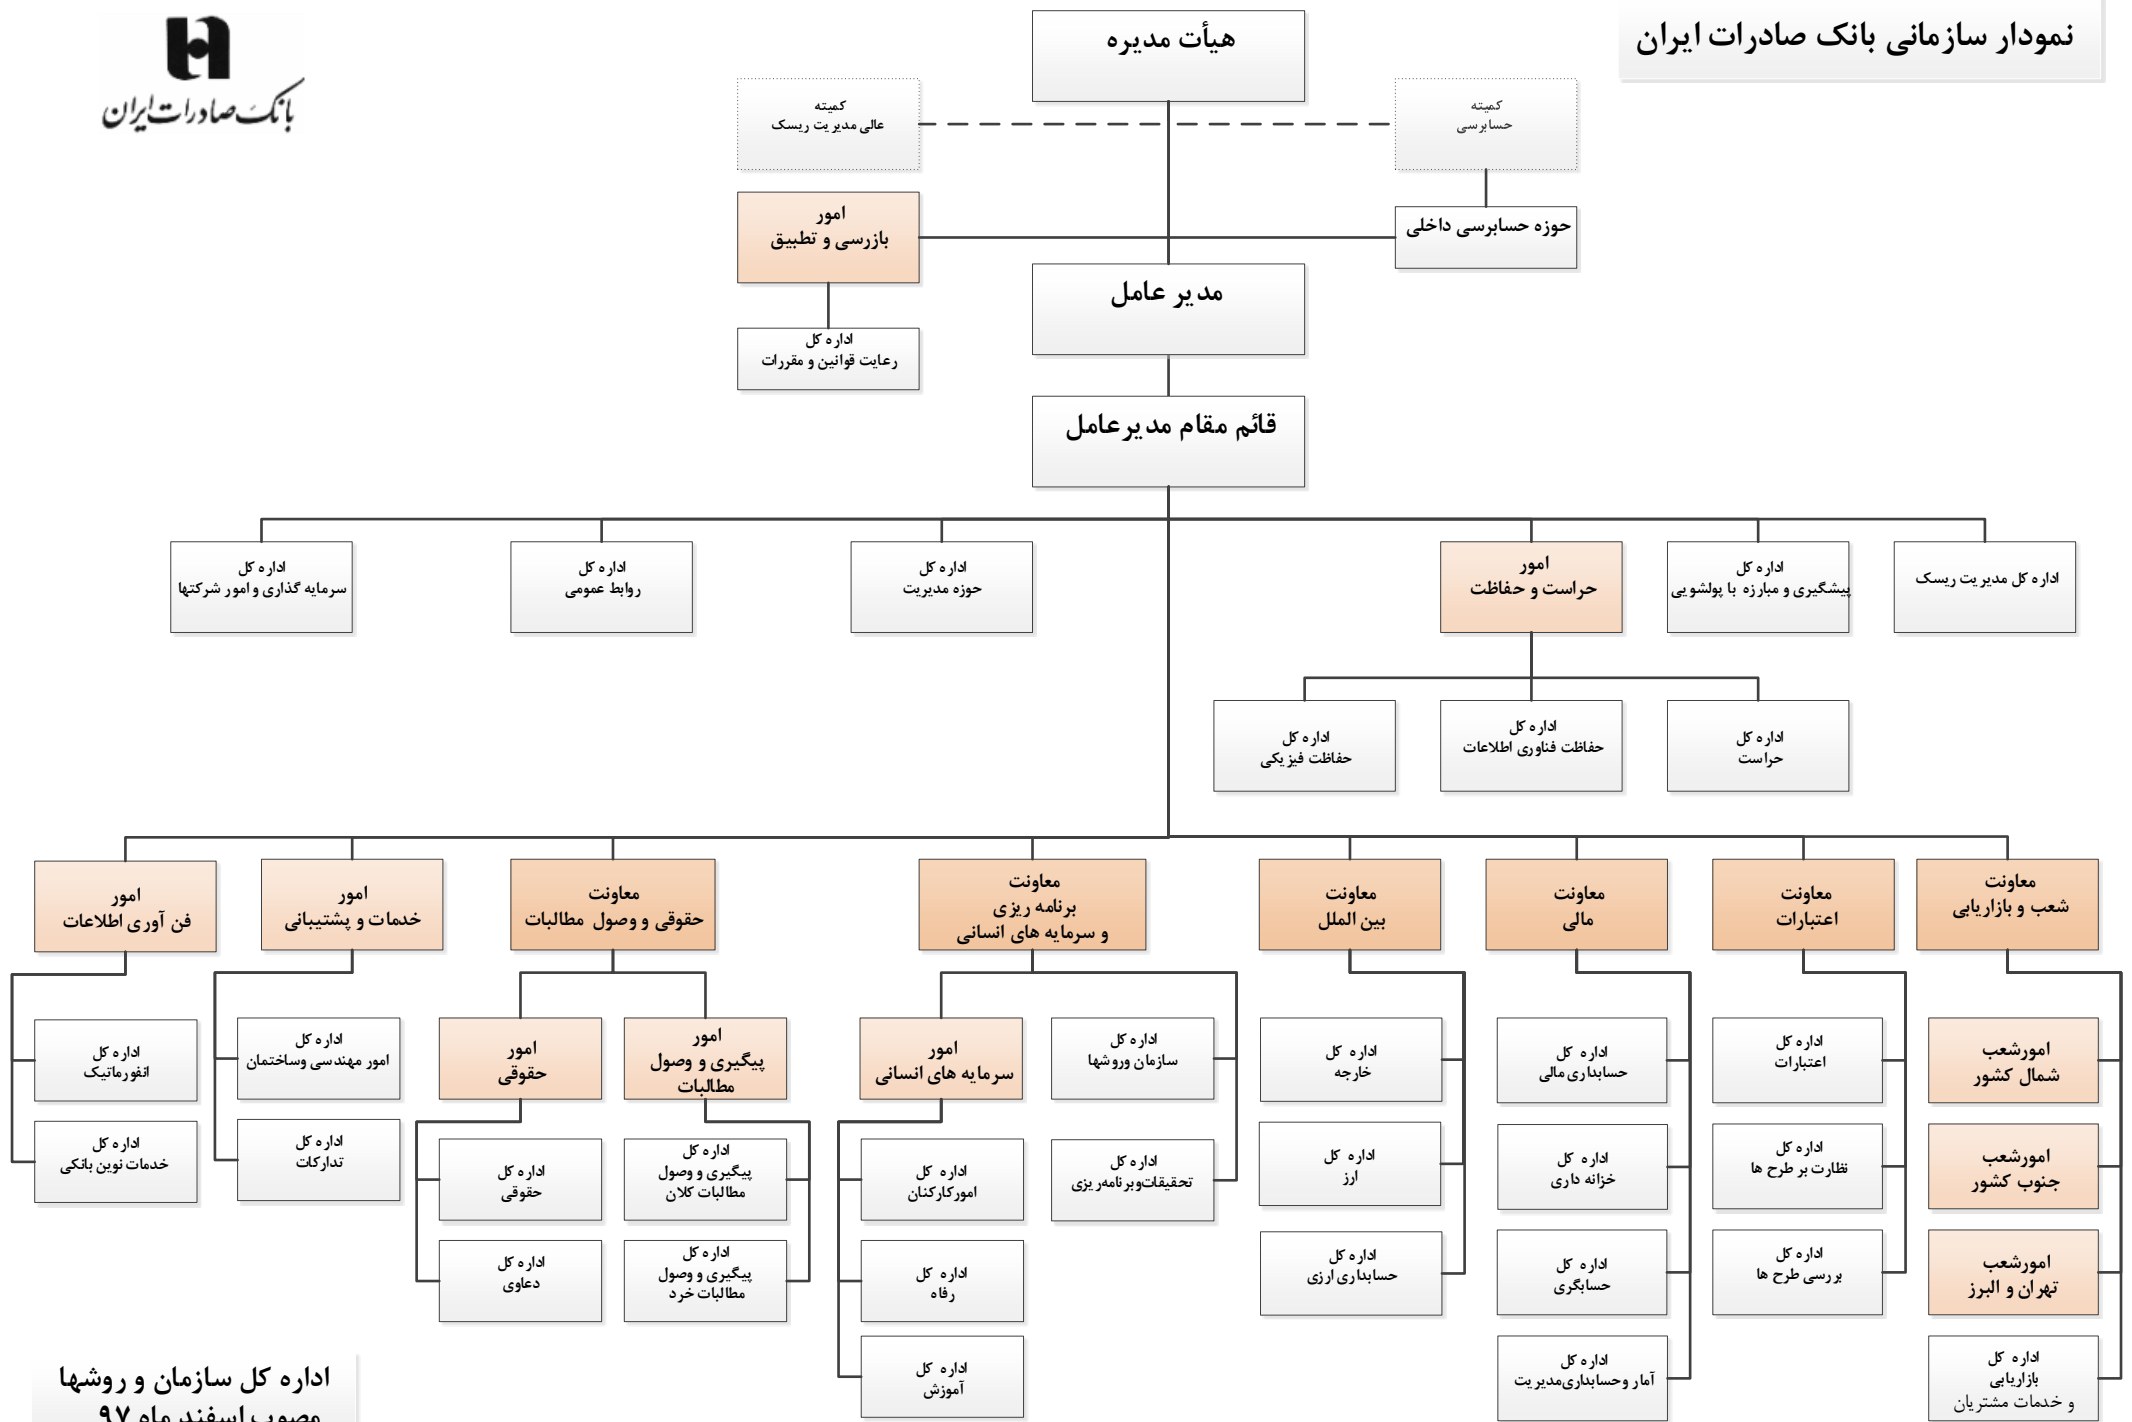 نمودار سازمانی بانک صادرات ایران
بانک صادرات ایران
هیأت مدیره
کمیته
حسابرسی
کمیته
عالی مدیریت ریسک
حوزه حسابرسی داخلی
امور
بازرسی و تطبیق
مدیر عامل
اداره کل
رعایت قوانین و مقررات
قائم مقام مدیرعامل
اداره کل مدیریت ریسک
اداره کل
پیشگیری و مبارزه با پولشویی
امور
حراست و حفاظت
اداره کل
حوزه مدیریت
اداره کل
روابط عمومی
اداره کل
سرمایه گذاری و امور شرکتها
اداره کل
حراست
اداره کل
حفاظت فناوری اطلاعات
اداره کل
حفاظت فیزیکی
معاونت
شعب و بازاریابی
معاونت
اعتبارات
معاونت
مالی
معاونت
بین الملل
معاونت
برنامه ریزی
و سرمایه های انسانی
معاونت
حقوقی و وصول مطالبات
امور
خدمات و پشتیبانی
امور
فن آوری اطلاعات
امورشعب
شمال کشور
امورشعب
جنوب کشور
امورشعب
تهران و البرز
اداره کل
بازاریابی
و خدمات مشتریان
اداره کل
اعتبارات
اداره کل
نظارت بر طرح ها
اداره کل
بررسی طرح ها
اداره کل
حسابداری مالی
اداره کل
خزانه داری
اداره کل
حسابگری
اداره کل
آمار وحسابداری‌مدیریت
اداره کل
خارجه
اداره کل
ارز
اداره کل
حسابداری ارزی
اداره کل
سازمان وروشها
اداره کل
تحقیقات‌وبرنامه‌ریزی
امور
سرمایه های انسانی
اداره کل
امورکارکنان
اداره کل
رفاه
اداره کل
آموزش
امور
پیگیری و وصول
مطالبات
اداره کل
پیگیری و وصول
مطالبات کلان
اداره کل
پیگیری و وصول
مطالبات خرد
امور
حقوقی
اداره کل
حقوقی
اداره کل
دعاوی
اداره کل
امور مهندسی وساختمان
اداره کل
تدارکات
اداره کل
انفورماتیک
اداره کل
خدمات نوین بانکی
اداره کل سازمان و روشها
مصوب اسفند ماه ۹۷